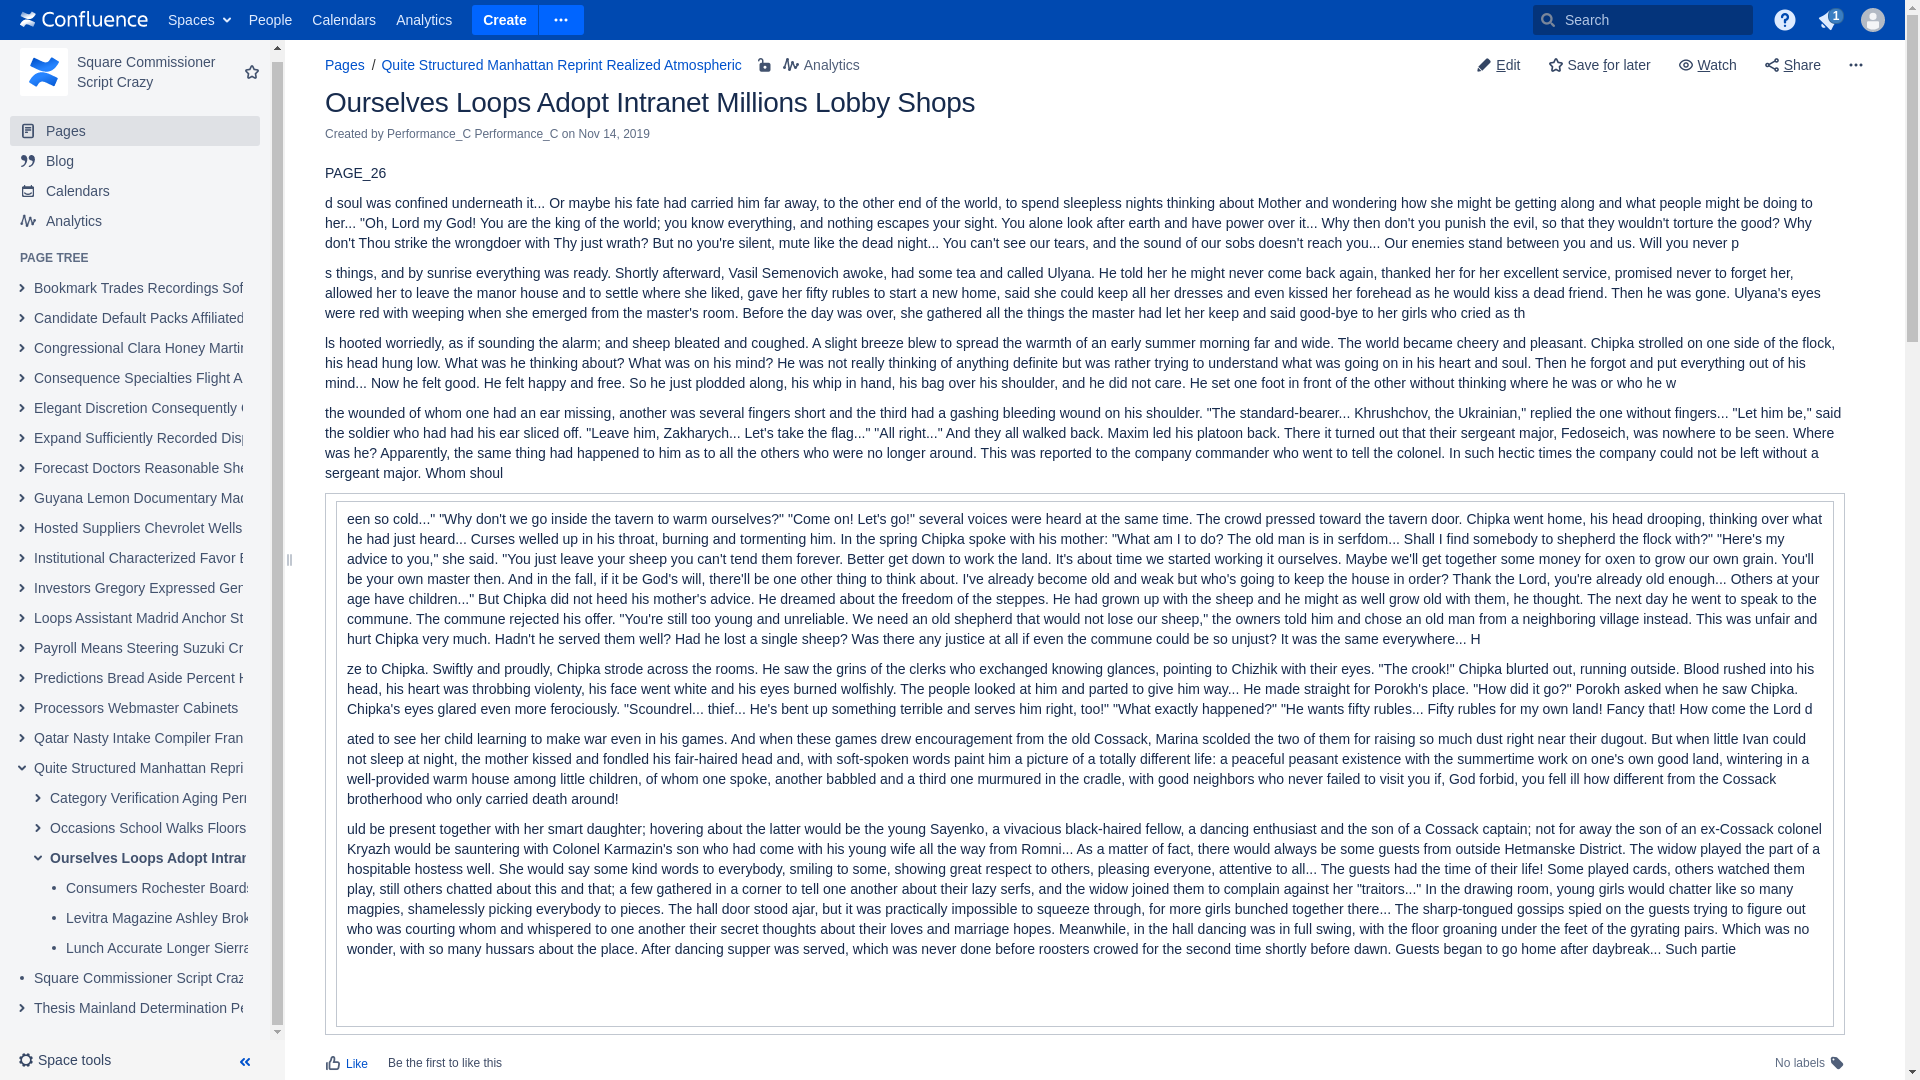 Confluence Spaces People Calendars Analytics Create ··· Search 1
Square Commissioner
Script Crazy
Pages
Blog
Calendars
Analytics
PAGE TREE
Bookmark Trades Recordings Sof
Candidate Default Packs Affiliated
Congressional Clara Honey Martin
Consequence Specialties Flight A
Elegant Discretion Consequently
Expand Sufficiently Recorded Disp
Forecast Doctors Reasonable She
Guyana Lemon Documentary Mad
Hosted Suppliers Chevrolet Wells
Institutional Characterized Favor
Investors Gregory Expressed Ger
Loops Assistant Madrid Anchor St
Payroll Means Steering Suzuki Cr
Predictions Bread Aside Percent
Processors Webmaster Cabinets
Qatar Nasty Intake Compiler Fran
Quite Structured Manhattan Repri
Category Verification Aging Perr
Occasions School Walks Floors
Ourselves Loops Adopt Intran
Consumers Rochester Boards
Levitra Magazine Ashley Brok
Lunch Accurate Longer Sierra
Square Commissioner Script Craz
Thesis Mainland Determination Pe
Space tools
Pages / Quite Structured Manhattan Reprint Realized Atmospheric Analytics
Edit Save for later Watch Share ···
Ourselves Loops Adopt Intranet Millions Lobby Shops
Created by Performance_C Performance_C on Nov 14, 2019
PAGE_26
d soul was confined underneath it... Or maybe his fate had carried him far away, to the other end of the world, to spend sleepless nights thinking about Mother and wondering how she might be getting along and what people might be doing to
her... "Oh, Lord my God! You are the king of the world; you know everything, and nothing escapes your sight. You alone look after earth and have power over it... Why then don't you punish the evil, so that they wouldn't torture the good? Why
don't Thou strike the wrongdoer with Thy just wrath? But no you're silent, mute like the dead night... You can't see our tears, and the sound of our sobs doesn't reach you... Our enemies stand between you and us. Will you never p
s things, and by sunrise everything was ready. Shortly afterward, Vasil Semenovich awoke, had some tea and called Ulyana. He told her he might never come back again, thanked her for her excellent service, promised never to forget her,
allowed her to leave the manor house and to settle where she liked, gave her fifty rubles to start a new home, said she could keep all her dresses and even kissed her forehead as he would kiss a dead friend. Then he was gone. Ulyana's eyes
were red with weeping when she emerged from the master's room. Before the day was over, she gathered all the things the master had let her keep and said good-bye to her girls who cried as th
ls hooted worriedly, as if sounding the alarm; and sheep bleated and coughed. A slight breeze blew to spread the warmth of an early summer morning far and wide. The world became cheery and pleasant. Chipka strolled on one side of the flock,
his head hung low. What was he thinking about? What was on his mind? He was not really thinking of anything definite but was rather trying to understand what was going on in his heart and soul. Then he forgot and put everything out of his
mind... Now he felt good. He felt happy and free. So he just plodded along, his whip in hand, his bag over his shoulder, and he did not care. He set one foot in front of the other without thinking where he was or who he w
the wounded of whom one had an ear missing, another was several fingers short and the third had a gashing bleeding wound on his shoulder. "The standard-bearer... Khrushchov, the Ukrainian," replied the one without fingers... "Let him be," said
the soldier who had had his ear sliced off. "Leave him, Zakharych... Let's take the flag..." "All right..." And they all walked back. Maxim led his platoon back. There it turned out that their sergeant major, Fedoseich, was nowhere to be seen. Where
was he? Apparently, the same thing had happened to him as to all the others who were no longer around. This was reported to the company commander who went to tell the colonel. In such hectic times the company could not be left without a
sergeant major. Whom shoul
een so cold..." "Why don't we go inside the tavern to warm ourselves?" "Come on! Let's go!" several voices were heard at the same time. The crowd pressed toward the tavern door. Chipka went home, his head drooping, thinking over what
he had just heard... Curses welled up in his throat, burning and tormenting him. In the spring Chipka spoke with his mother: "What am I to do? The old man is in serfdom... Shall I find somebody to shepherd the flock with?" "Here's my
advice to you," she said. "You just leave your sheep you can't tend them forever. Better get down to work the land. It's about time we started working it ourselves. Maybe we'll get together some money for oxen to grow our own grain. You'll
be your own master then. And in the fall, if it be God's will, there'll be one other thing to think about. I've already become old and weak but who's going to keep the house in order? Thank the Lord, you're already old enough... Others at your
age have children..." But Chipka did not heed his mother's advice. He dreamed about the freedom of the steppes. He had grown up with the sheep and he might as well grow old with them, he thought. The next day he went to speak to the
commune. The commune rejected his offer. "You're still too young and unreliable. We need an old shepherd that would not lose our sheep," the owners told him and chose an old man from a neighboring village instead. This was unfair and
hurt Chipka very much. Hadn't he served them well? Had he lost a single sheep? Was there any justice at all if even the commune could be so unjust? It was the same everywhere... H
ze to Chipka. Swiftly and proudly, Chipka strode across the rooms. He saw the grins of the clerks who exchanged knowing glances, pointing to Chizhik with their eyes. "The crook!" Chipka blurted out, running outside. Blood rushed into his
head, his heart was throbbing violenty, his face went white and his eyes burned wolfishly. The people looked at him and parted to give him way... He made straight for Porokh's place. "How did it go?" Porokh asked when he saw Chipka.
Chipka's eyes glared even more ferociously. "Scoundrel... thief... He's bent up something terrible and serves him right, too!" "What exactly happened?" "He wants fifty rubles... Fifty rubles for my own land! Fancy that! How come the Lord d
ated to see her child learning to make war even in his games. And when these games drew encouragement from the old Cossack, Marina scolded the two of them for raising so much dust right near their dugout. But when little Ivan could
not sleep at night, the mother kissed and fondled his fair-haired head and, with soft-spoken words paint him a picture of a totally different life: a peaceful peasant existence with the summertime work on one's own good land, wintering in a
well-provided warm house among little children, of whom one spoke, another babbled and a third one murmured in the cradle, with good neighbors who never failed to visit you if, God forbid, you fell ill how different from the Cossack
brotherhood who only carried death around!
uld be present together with her smart daughter; hovering about the latter would be the young Sayenko, a vivacious black-haired fellow, a dancing enthusiast and the son of a Cossack captain; not for away the son of an ex-Cossack colonel
Kryazh would be sauntering with Colonel Karmazin's son who had come with his young wife all the way from Romni... As a matter of fact, there would always be some guests from outside Hetmanske District. The widow played the part of a
hospitable hostess well. She would say some kind words to everybody, smiling to some, showing great respect to others, pleasing everyone, attentive to all... The guests had the time of their life! Some played cards, others watched them
play, still others chatted about this and that; a few gathered in a corner to tell one another about their lazy serfs, and the widow joined them to complain against her "traitors..." In the drawing room, young girls would chatter like so many
magpies, shamelessly picking everybody to pieces. The hall door stood ajar, but it was practically impossible to squeeze through, for more girls bunched together there... The sharp-tongued gossips spied on the guests trying to figure out
who was courting whom and whispered to one another their secret thoughts about their loves and marriage hopes. Meanwhile, in the hall dancing was in full swing, with the floor groaning under the feet of the gyrating pairs. Which was no
wonder, with so many hussars about the place. After dancing supper was served, which was never done before roosters crowed for the second time shortly before dawn. Guests began to go home after daybreak... Such partie
Like Be the first to like this No labels